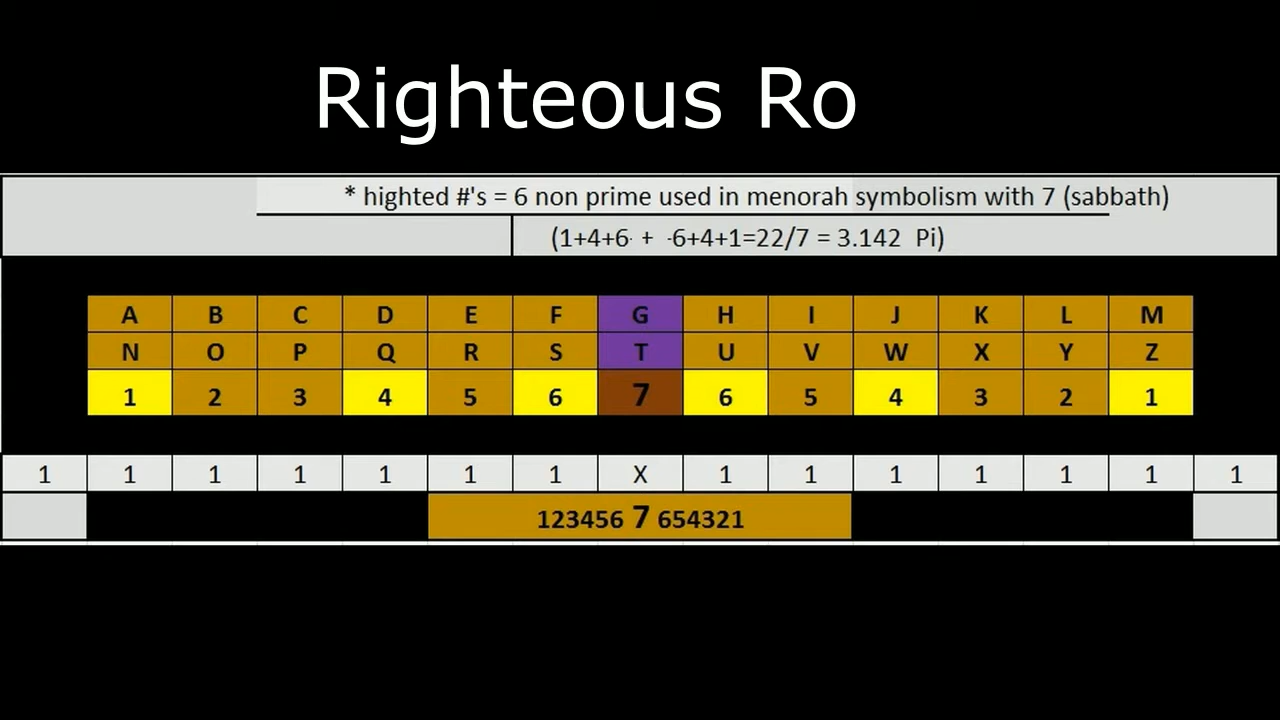 Righteous Ro
* highted #'s = 6 non prime used in menorah symbolism with 7 (sabbath)
(1+4+6· + ·6+4+1=22/7 = 3.142 Pi)
A B C D E F G H I J K L M
N O P Q R S T U V W X Y Z
1 2 3 4 5 6 7 6 5 4 3 2 1
1 1 1 1 1 1 1 X 1 1 1 1 1 1 1
123456 7 654321